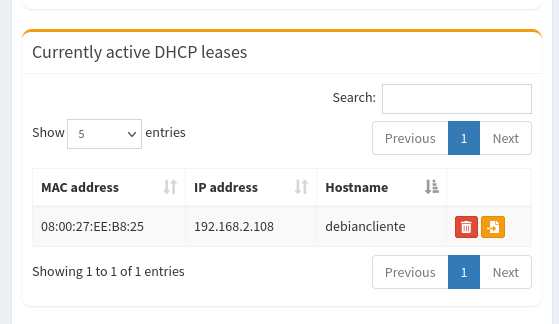 Currently active DHCP leases
Search:
Show 5 entries
Previous 1 Next
MAC address IP address Hostname
08:00:27:EE:B8:25 192.168.2.108 debiancliente
Showing 1 to 1 of 1 entries
Previous 1 Next